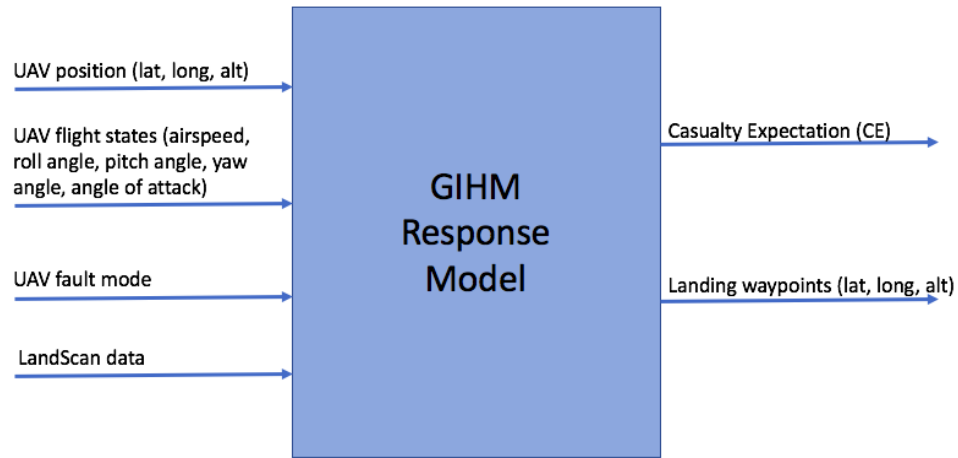 UAV position (lat, long, alt)
UAV flight states (airspeed,
roll angle, pitch angle, yaw
angle, angle of attack)
UAV fault mode
LandScan data
GIHM
Response
Model
Casualty Expectation (CE)
Landing waypoints (lat, long, alt)